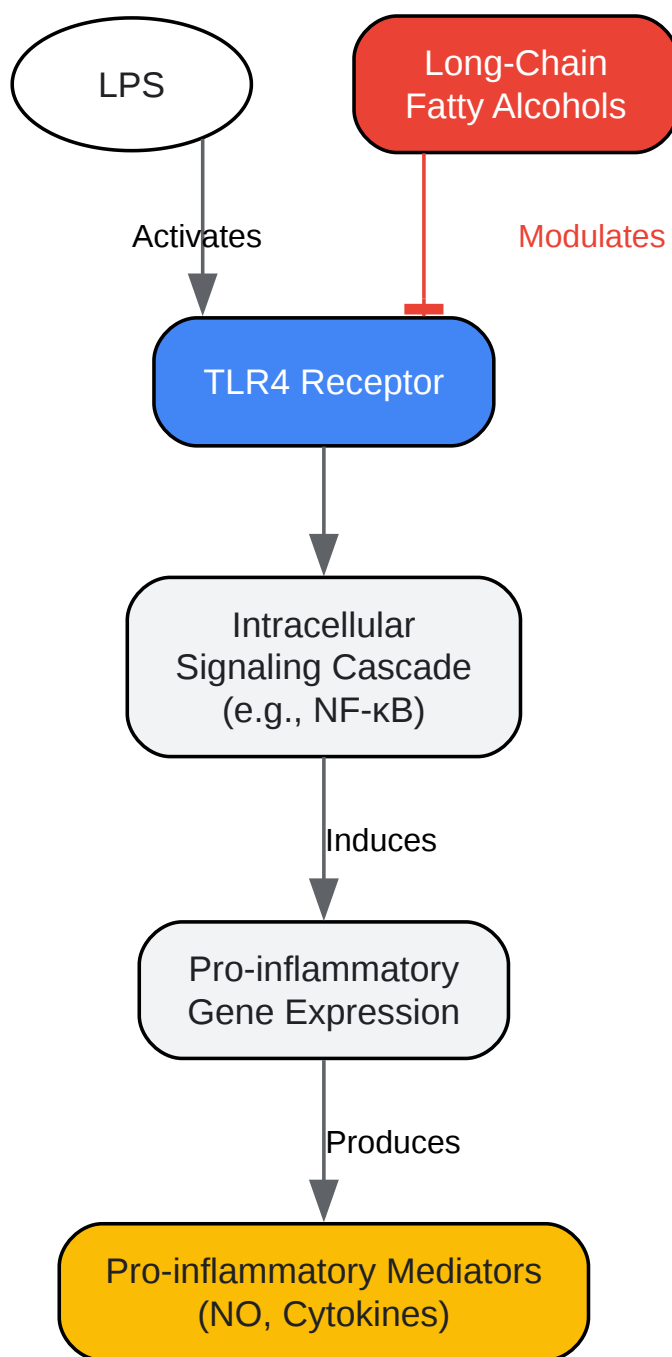 LPS
Long-Chain
Fatty Alcohols
Activates
Modulates
TLR4 Receptor
Intracellular
Signaling Cascade
(e.g., NF-κB)
Induces
Pro-inflammatory
Gene Expression
Produces
Pro-inflammatory Mediators
(NO, Cytokines)